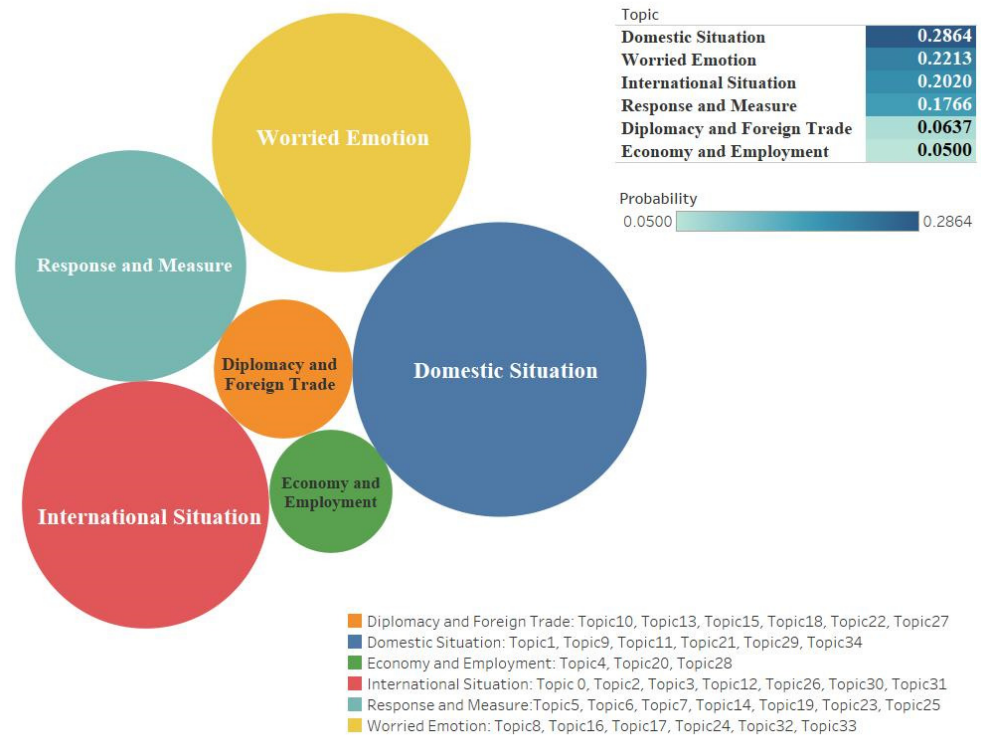 Topic
Domestic Situation 0.2864
Worried Emotion 0.2213
International Situation 0.2020
Response and Measure 0.1766
Diplomacy and Foreign Trade 0.0637
Economy and Employment 0.0500
Probability
0.0500 0.2864
Worried Emotion
Response and Measure
Diplomacy and
Foreign Trade
Domestic Situation
Economy and
Employment
International Situation
Diplomacy and Foreign Trade: Topic10, Topic13, Topic15, Topic18, Topic22, Topic27
Domestic Situation: Topic1, Topic9, Topic11, Topic21, Topic29, Topic34
Economy and Employment: Topic4, Topic20, Topic28
International Situation: Topic 0, Topic2, Topic3, Topic12, Topic26, Topic30, Topic31
Response and Measure:Topic5, Topic6, Topic7, Topic14, Topic19, Topic23, Topic25
Worried Emotion: Topic8, Topic16, Topic17, Topic24, Topic32, Topic33